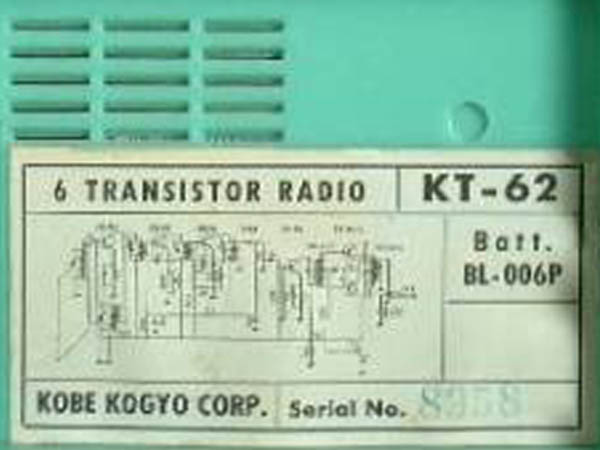 6 TRANSISTOR RADIO KT-62
Batt.
BL-006P
KOBE KOGYO CORP. Serial No. 8958